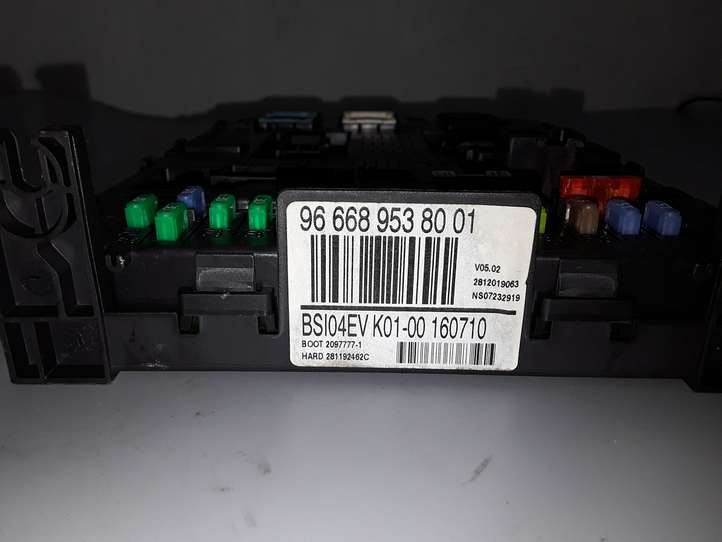 96 668 953 80 01
V05.02
2812019063
NS07232919
BSI04EV K01-00 160710
BOOT 2097777-1
HARD 281192462C